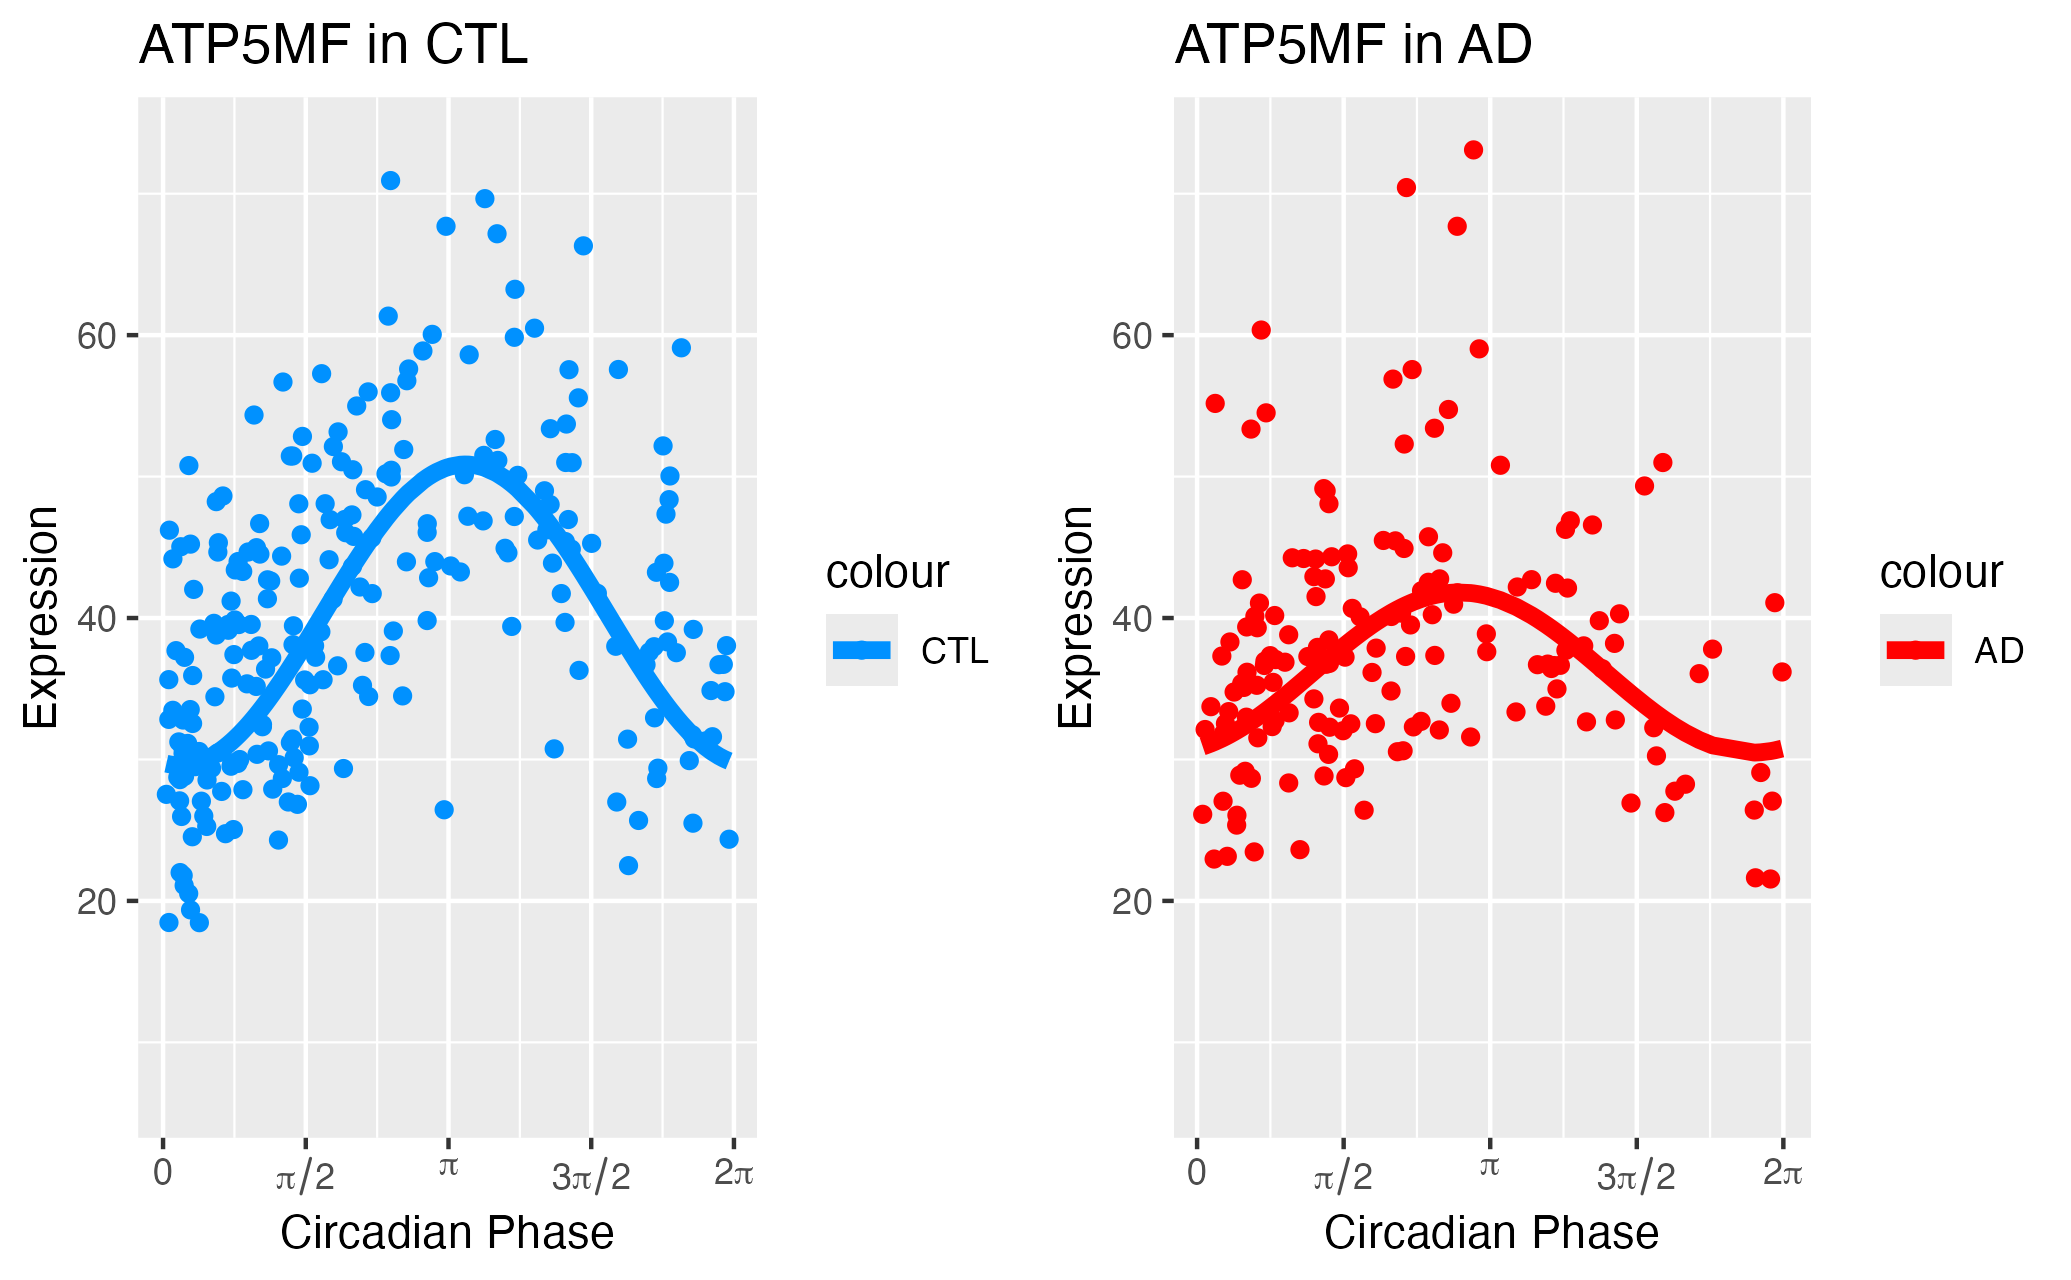 ATP5MF in CTL
Expression
60
40
20
0 π/2 π 3π/2 2π
Circadian Phase
colour
CTL
ATP5MF in AD
Expression
60
40
20
0 π/2 π 3π/2 2π
Circadian Phase
colour
AD